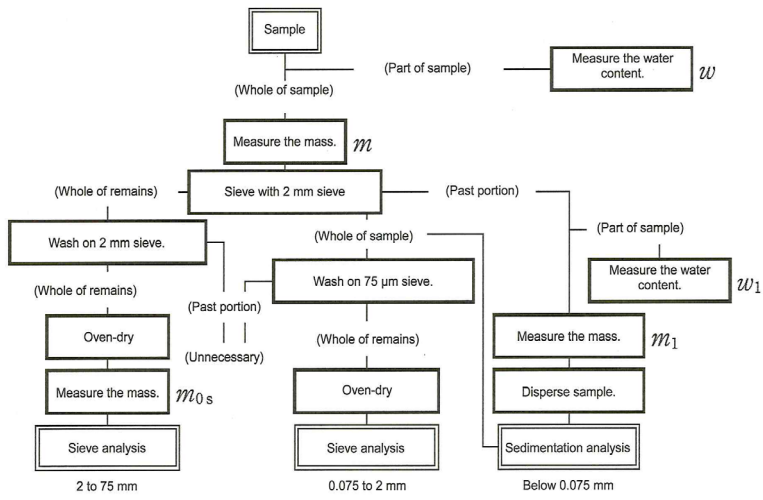 Sample
(Part of sample)
Measure the water
content.
w
(Whole of sample)
Measure the mass.
m
(Whole of remains)
Sieve with 2 mm sieve
(Past portion)
Wash on 2 mm sieve.
(Whole of sample)
(Part of sample)
Measure the water
content.
w1
(Whole of remains)
Wash on 75 µm sieve.
(Past portion)
Oven-dry
(Unnecessary)
(Whole of remains)
Measure the mass.
m1
Measure the mass.
m0 s
Oven-dry
Disperse sample.
Sieve analysis
Sieve analysis
Sedimentation analysis
2 to 75 mm
0.075 to 2 mm
Below 0.075 mm